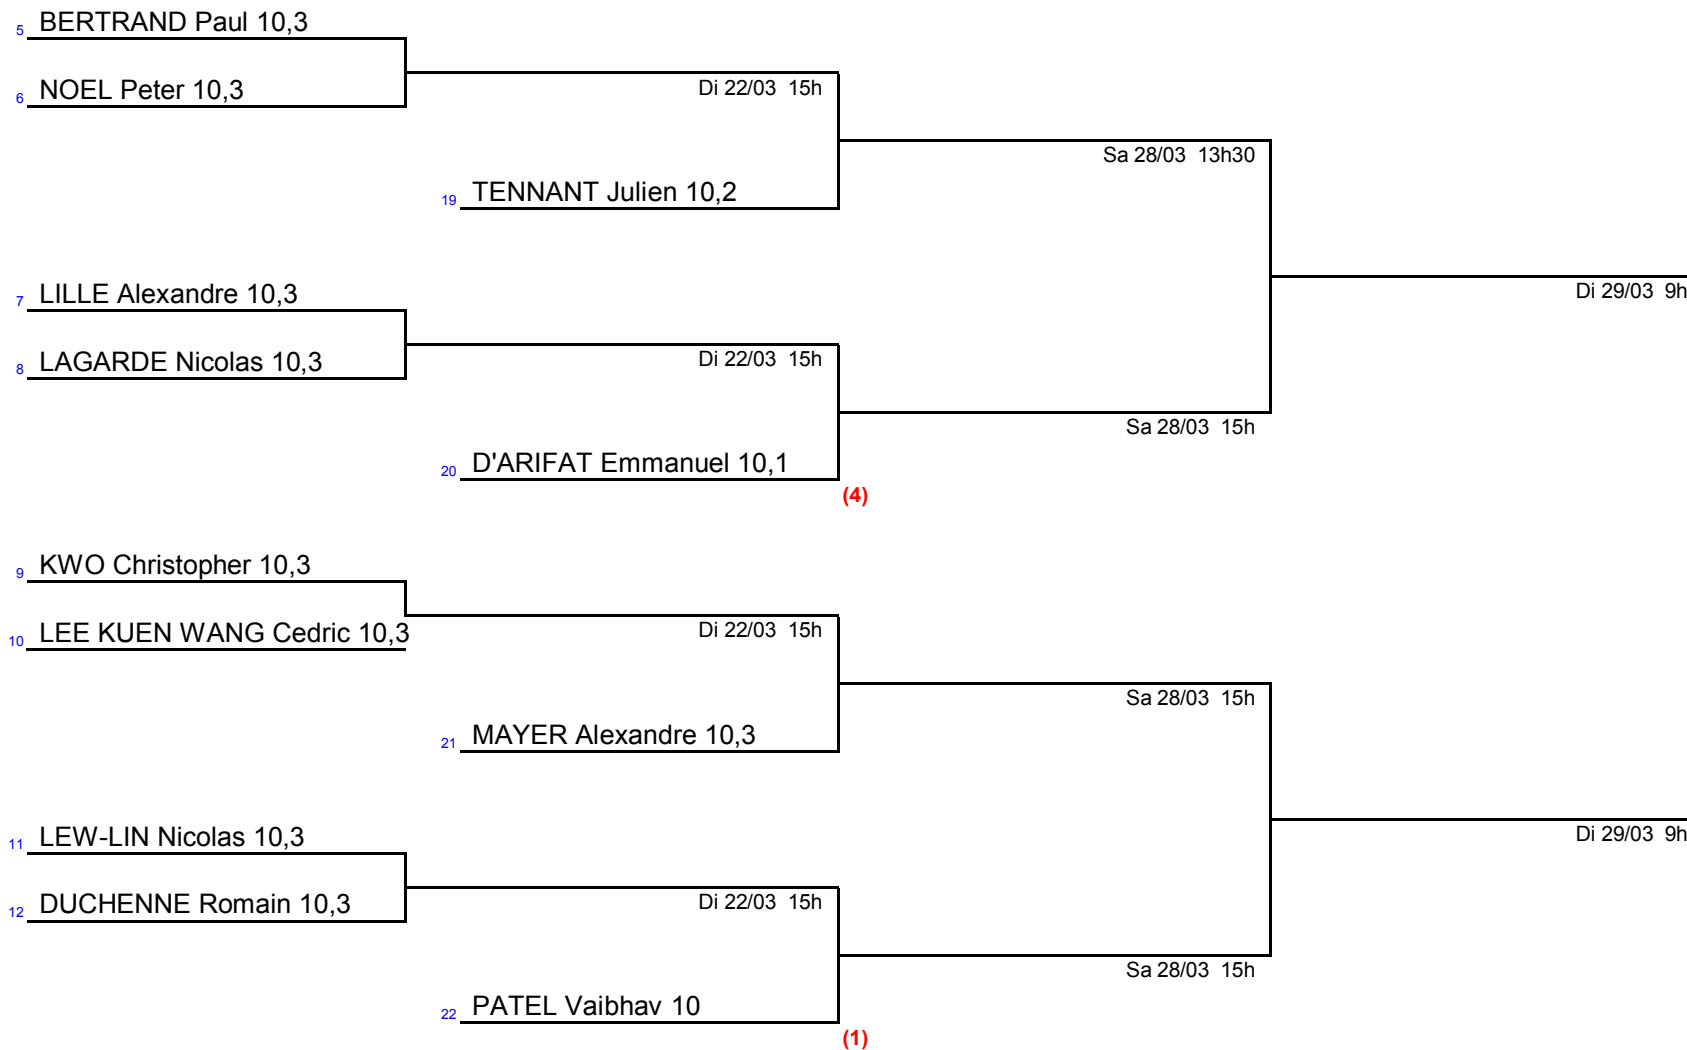 5 BERTRAND Paul 10,3
6 NOEL Peter 10,3
Di 22/03 15h
Sa 28/03 13h30
19 TENNANT Julien 10,2
7 LILLE Alexandre 10,3
Di 29/03 9h
8 LAGARDE Nicolas 10,3
Di 22/03 15h
Sa 28/03 15h
20 D'ARIFAT Emmanuel 10,1
(4)
9 KWO Christopher 10,3
10 LEE KUEN WANG Cedric 10,3
Di 22/03 15h
Sa 28/03 15h
21 MAYER Alexandre 10,3
11 LEW-LIN Nicolas 10,3
Di 29/03 9h
12 DUCHENNE Romain 10,3
Di 22/03 15h
Sa 28/03 15h
22 PATEL Vaibhav 10
(1)